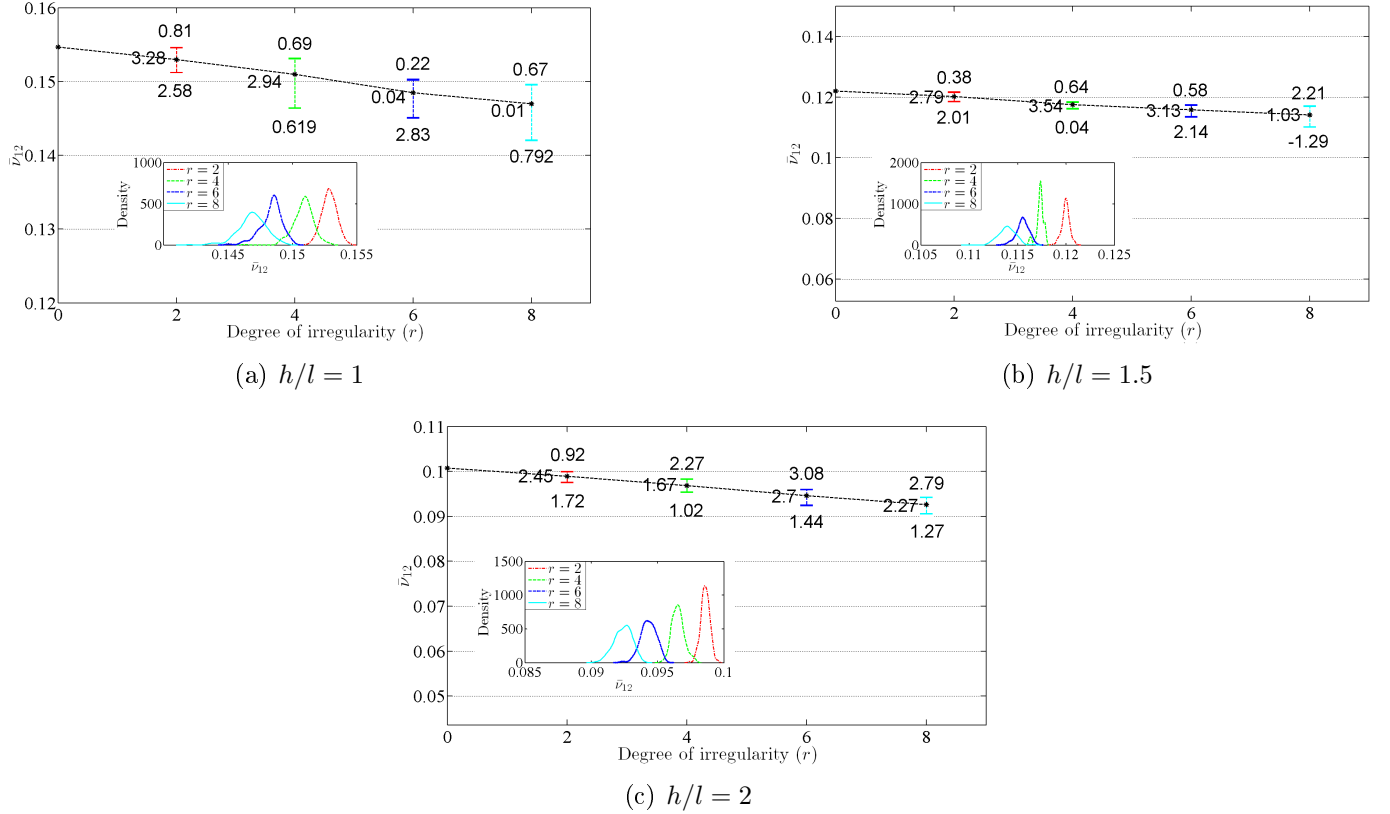 0.16
0.15
0.14
0.13
0.12
ν̄₁₂
0.81
3.28
2.58
0.69
2.94
0.619
0.22
0.04
2.83
0.67
0.01
0.792
1000
500
0
Density
r = 2
r = 4
r = 6
r = 8
0.145 0.15 0.155
ν̄₁₂
0 2 4 6 8
Degree of irregularity (r)
(a) h/l = 1
0.14
0.12
0.1
0.08
0.06
ν̄₁₂
0.38
2.79
2.01
0.64
3.54
0.04
0.58
3.13
2.14
2.21
1.03
-1.29
2000
1000
0
Density
r = 2
r = 4
r = 6
r = 8
0.105 0.11 0.115 0.12 0.125
ν̄₁₂
0 2 4 6 8
Degree of irregularity (r)
(b) h/l = 1.5
0.11
0.1
0.09
0.08
0.07
0.06
0.05
ν̄₁₂
0.92
2.45
1.72
2.27
1.67
1.02
3.08
2.7
1.44
2.79
2.27
1.27
1500
1000
500
0
Density
r = 2
r = 4
r = 6
r = 8
0.085 0.09 0.095 0.1
ν̄₁₂
0 2 4 6 8
Degree of irregularity (r)
(c) h/l = 2